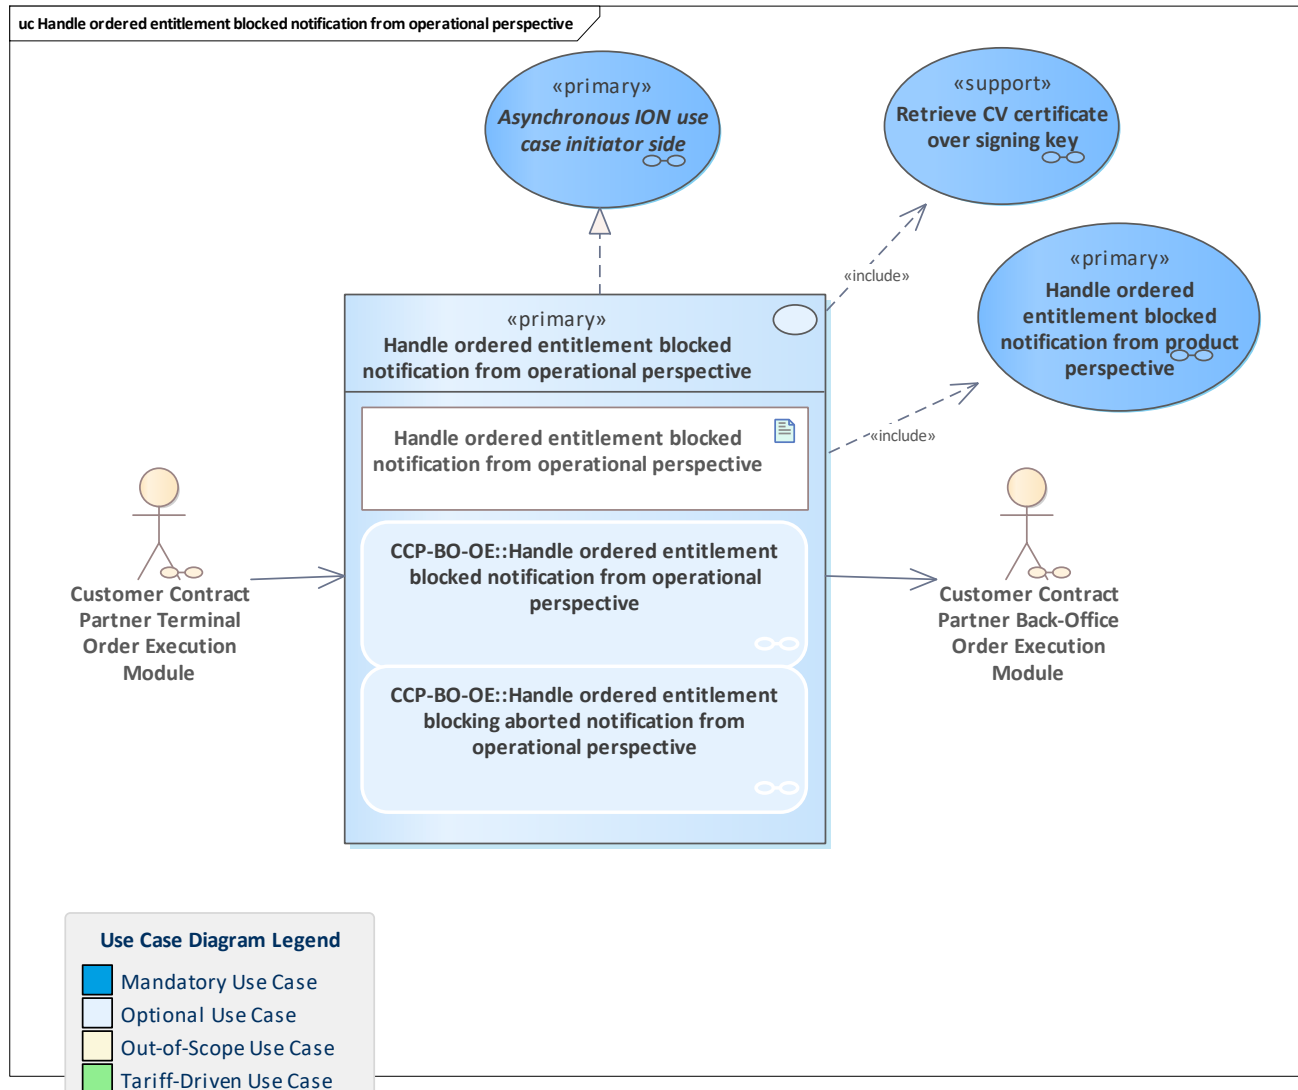 uc Handle ordered entitlement blocked notification from operational perspective
«primary»
Asynchronous ION use
case initiator side
«support»
Retrieve CV certificate
over signing key
«include»
«primary»
Handle ordered
entitlement blocked
notification from product
perspective
«include»
«primary»
Handle ordered entitlement blocked
notification from operational perspective
Handle ordered entitlement blocked
notification from operational perspective
CCP-BO-OE::Handle ordered entitlement
blocked notification from operational
perspective
CCP-BO-OE::Handle ordered entitlement
blocking aborted notification from
operational perspective
Customer Contract
Partner Terminal
Order Execution
Module
Customer Contract
Partner Back-Office
Order Execution
Module
Use Case Diagram Legend
Mandatory Use Case
Optional Use Case
Out-of-Scope Use Case
Tariff-Driven Use Case